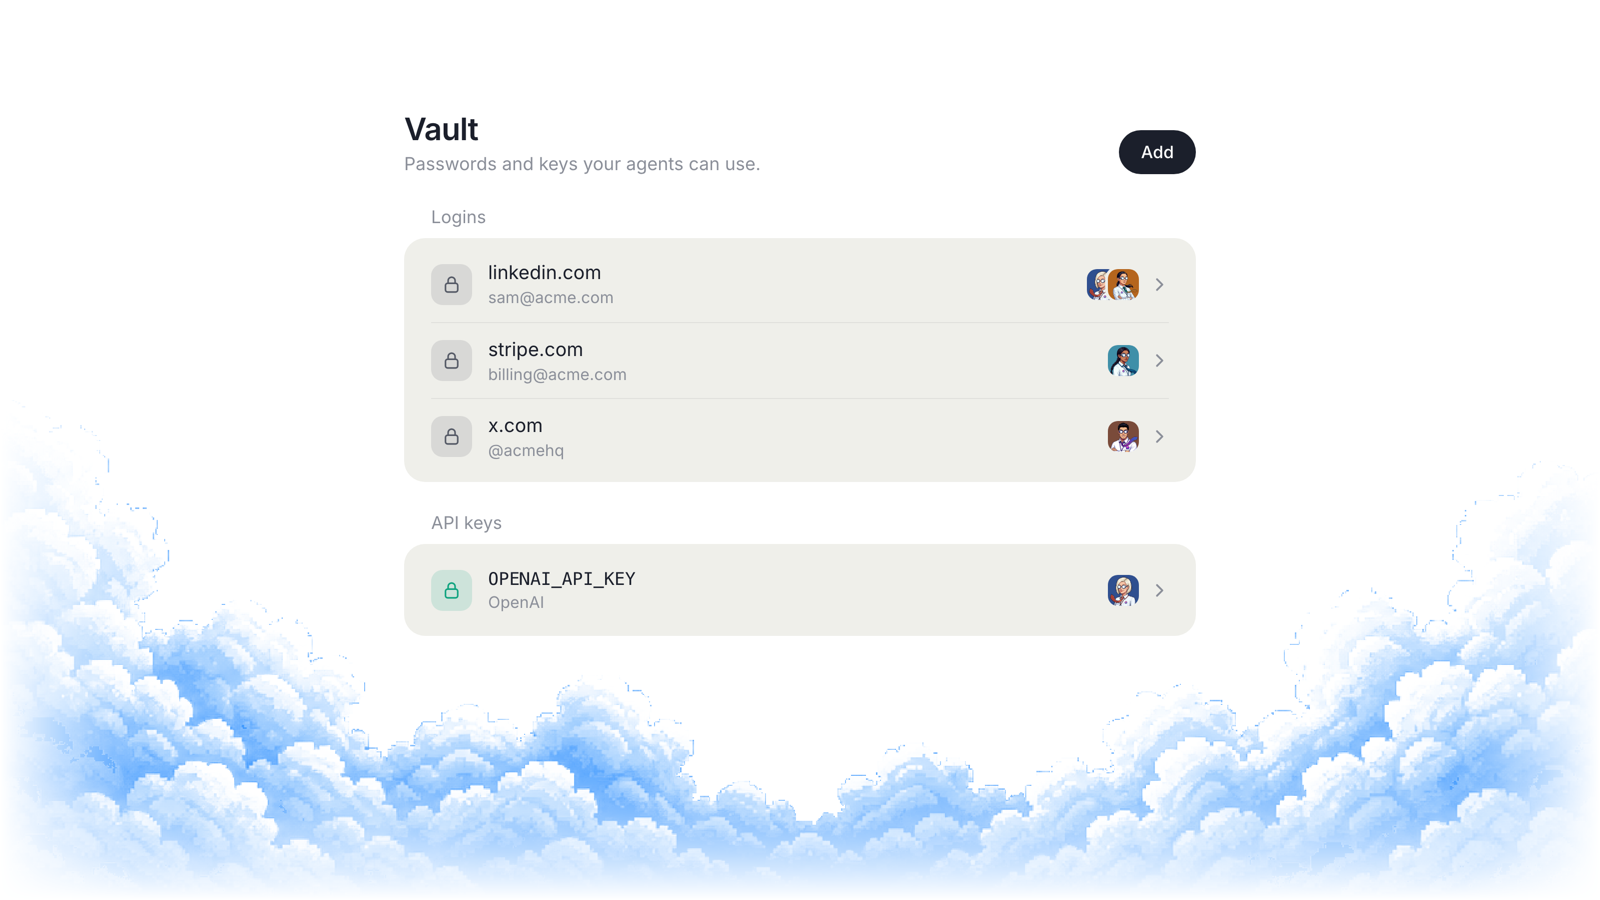 Vault
Passwords and keys your agents can use.
Add
Logins
linkedin.com
sam@acme.com
stripe.com
billing@acme.com
x.com
@acmehq
API keys
OPENAI_API_KEY
OpenAI